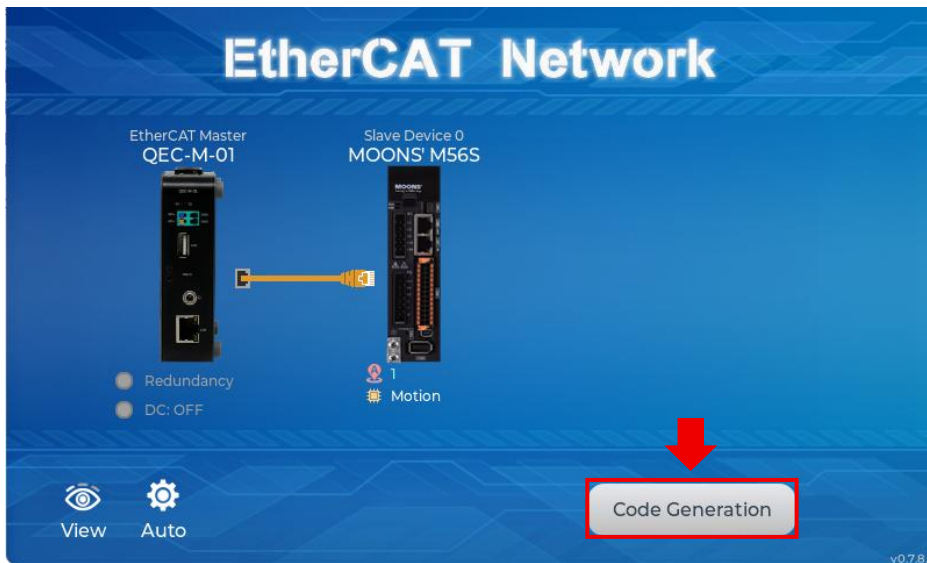 EtherCAT Network
EtherCAT Master
QEC-M-01
Slave Device 0
MOONS' M56S
MOONS'
Redundancy
DC: OFF
1
Motion
View
Auto
Code Generation
v0.7.8